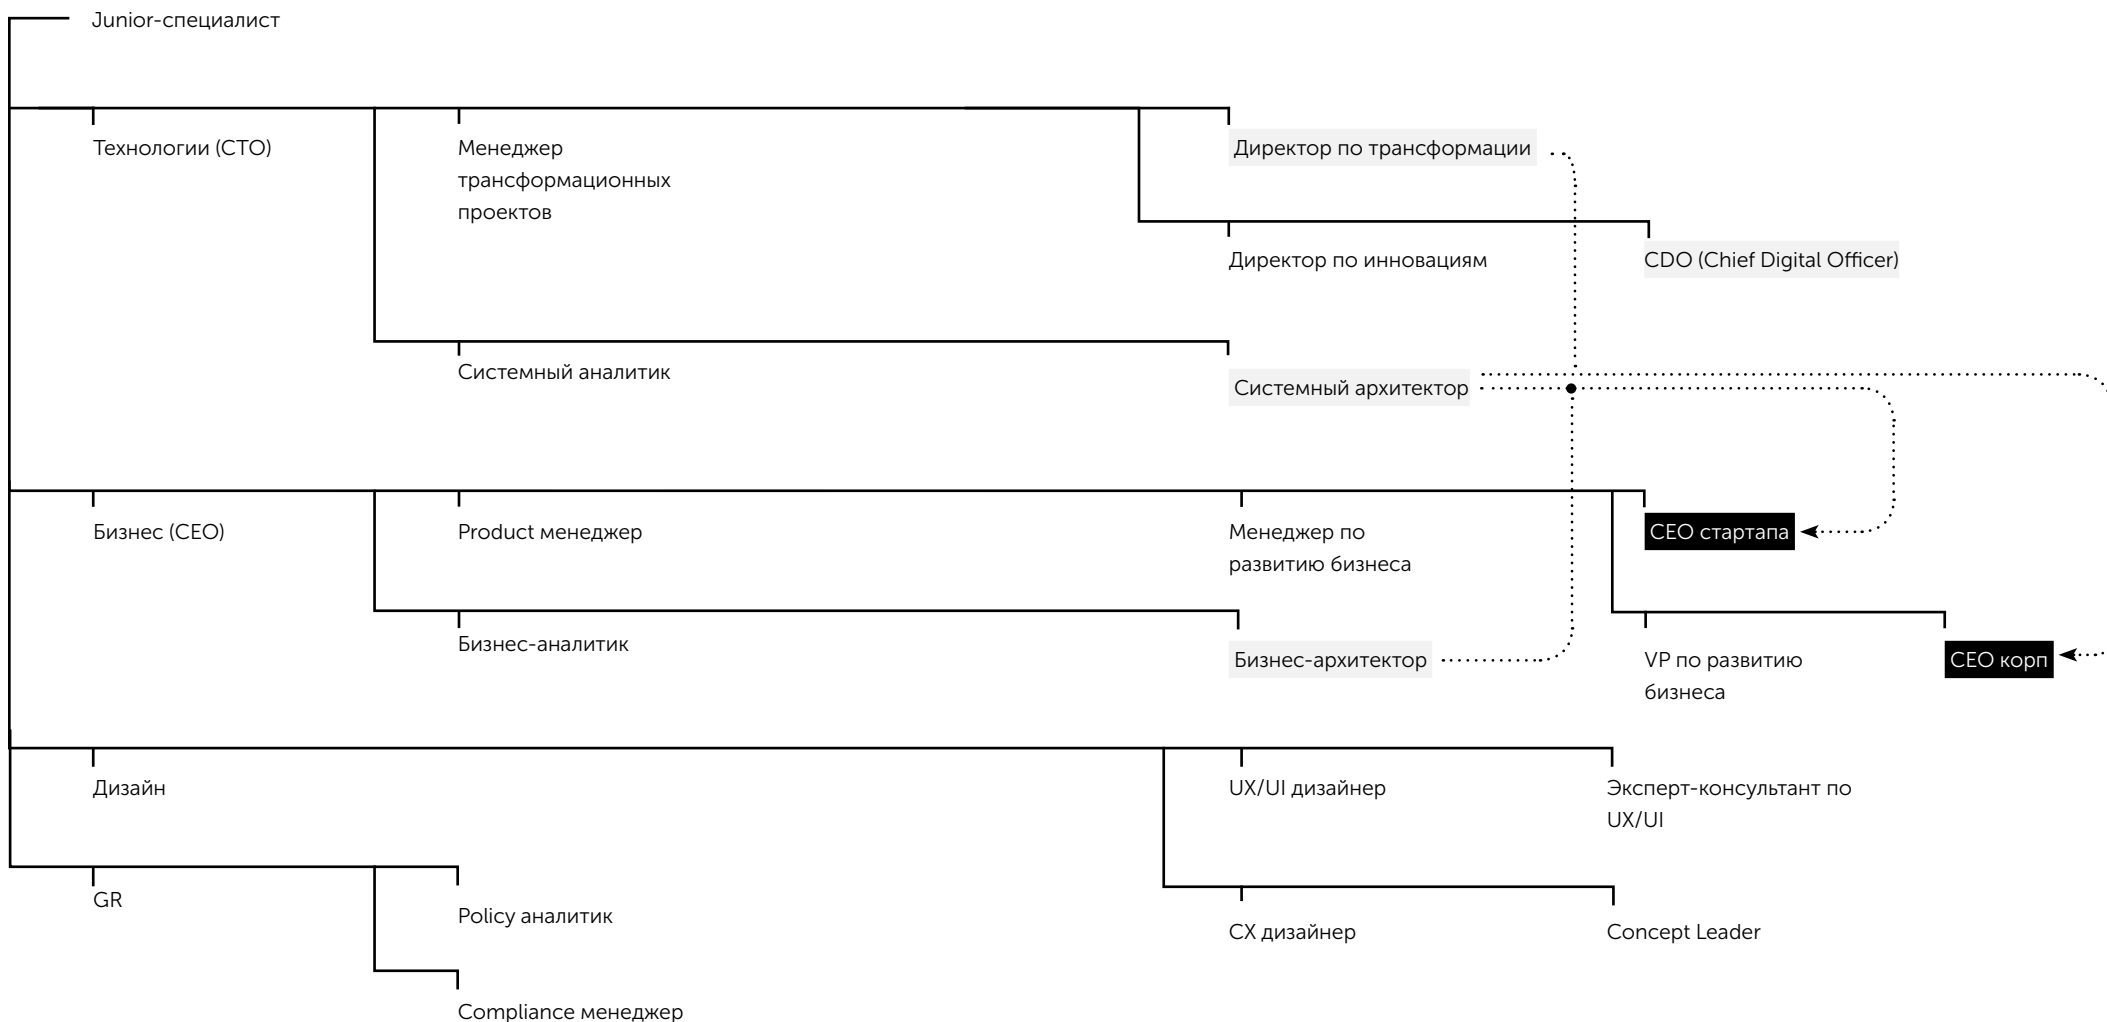 Junior-специалист
Технологии (CTO)
Менеджер
трансформационных
проектов
Директор по трансформации
Директор по инновациям
CDO (Chief Digital Officer)
Системный аналитик
Системный архитектор
Бизнес (CEO)
Product менеджер
Менеджер по
развитию бизнеса
CEO стартапа
Бизнес-аналитик
Бизнес-архитектор
VP по развитию
бизнеса
CEO корп
Дизайн
UX/UI дизайнер
Эксперт-консультант по
UX/UI
GR
Policy аналитик
CX дизайнер
Concept Leader
Compliance менеджер